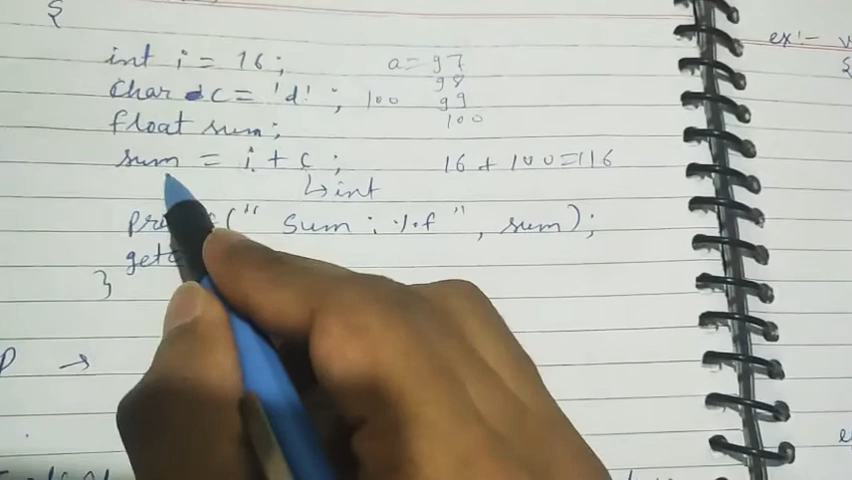 {
int i = 16; a = 97
98
char c = 'd' ; 100 99
100
float sum;
sum = i + c ; 16 + 100 = 116
↳ int
("sum : %f", sum);
}
→
ex:-
{